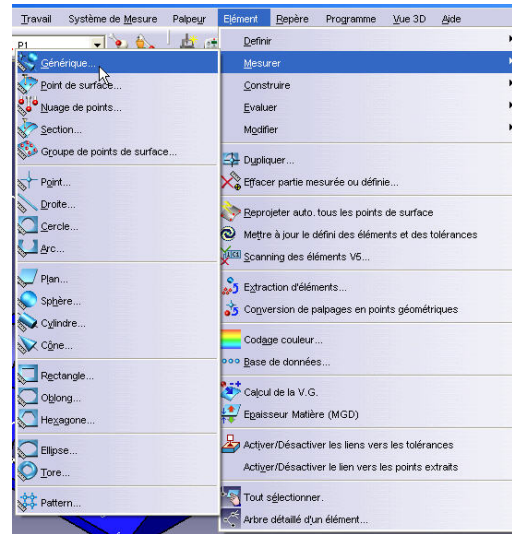 Travail Système de Mesure Palpeur Elément Repère Programme Vue 3D Aide
P1
Générique...
Point de surface...
Nuage de points...
Section...
Groupe de points de surface...
Point...
Droite...
Cercle...
Arc...
Plan...
Sphère...
Cylindre...
Cône...
Rectangle...
Oblong...
Hexagone...
Ellipse...
Tore...
Pattern...
Definir
Mesurer
Construire
Evaluer
Modifier
Dupliquer...
Effacer partie mesurée ou définie...
Reprojeter auto. tous les points de surface
Mettre à jour le défini des éléments et des tolérances
Scanning des éléments V5...
Extraction d'éléments...
Conversion de palpages en points géométriques
Codage couleur...
Base de données...
Calcul de la V.G.
Epaisseur Matière (MGD)
Activer/Désactiver les liens vers les tolérances
Activer/Désactiver le lien vers les points extraits
Tout sélectionner.
Arbre détaillé d'un élément...